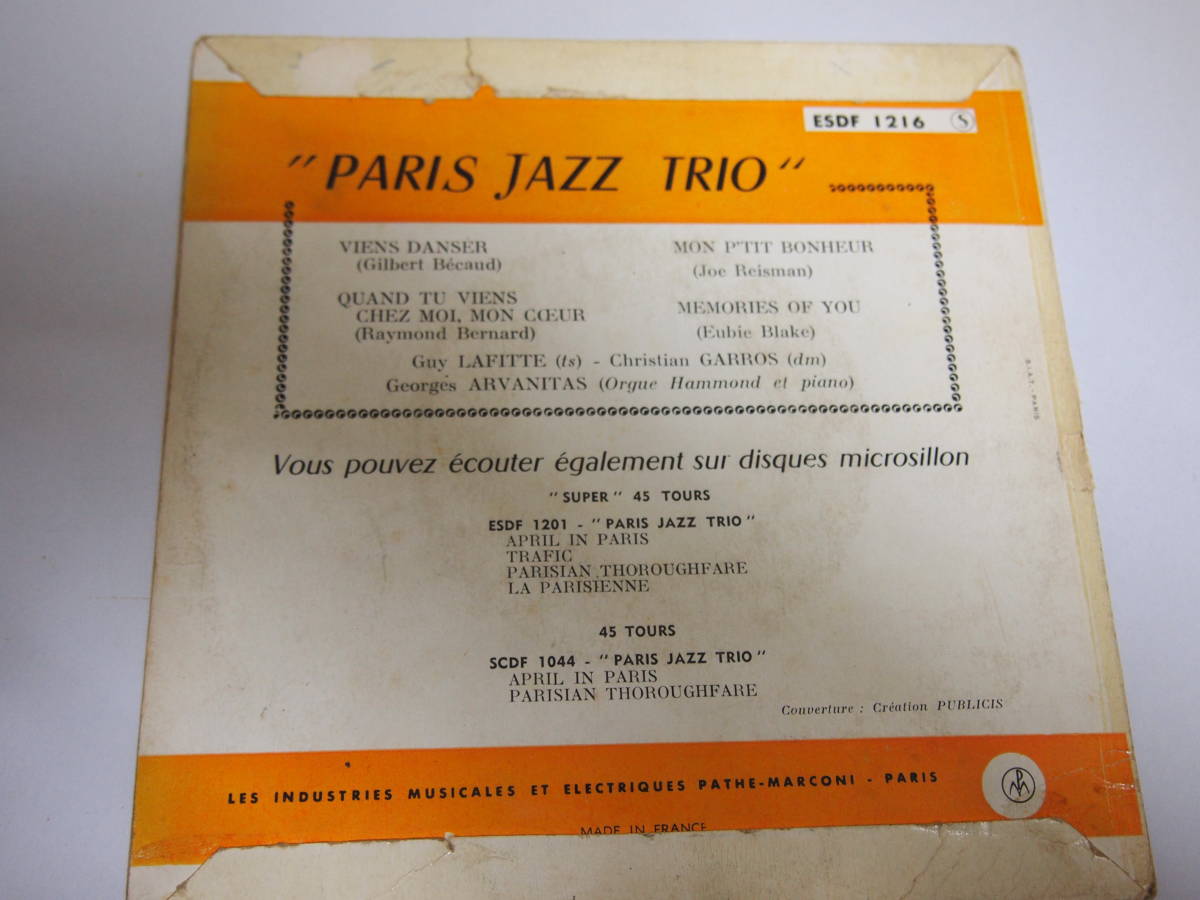 ESDF 1216 S
"PARIS JAZZ TRIO"
VIENS DANSER
(Gilbert Bécaud)
QUAND TU VIENS
CHEZ MOI, MON CŒUR
(Raymond Bernard)
MON P'TIT BONHEUR
(Joe Reisman)
MEMORIES OF YOU
(Eubie Blake)
Guy LAFITTE (ts) - Christian GARROS (dm)
Georges ARVANITAS (Orgue Hammond et piano)
Vous pouvez écouter également sur disques microsillon
"SUPER" 45 TOURS
ESDF 1201 - "PARIS JAZZ TRIO"
APRIL IN PARIS
TRAFIC
PARISIAN THOROUGHFARE
LA PARISIENNE
45 TOURS
SCDF 1044 - "PARIS JAZZ TRIO"
APRIL IN PARIS
PARISIAN THOROUGHFARE
Couverture : Création PUBLICIS
LES INDUSTRIES MUSICALES ET ELECTRIQUES PATHE-MARCONI - PARIS
MADE IN FRANCE